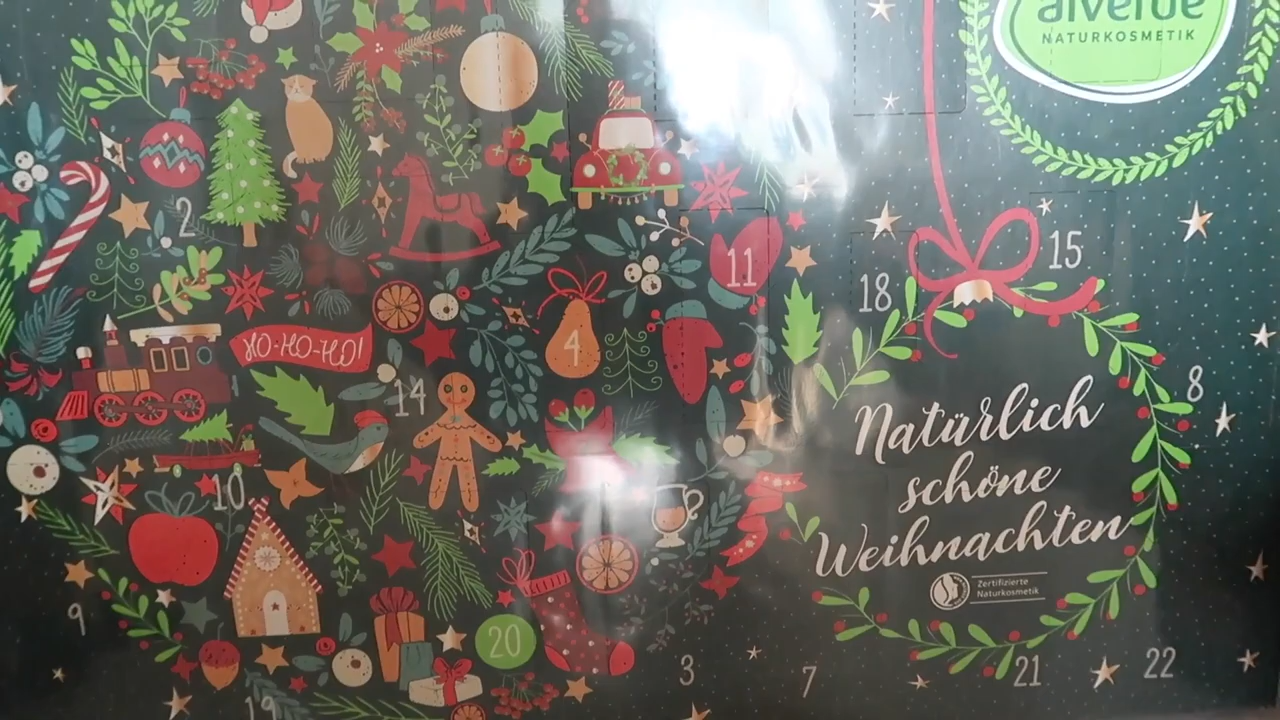 alverde
NATURKOSMETIK
2
11
15
18
HO-HO-HO!
4
14
8
Natürlich
schöne
Weihnachten
10
Zertifizierte
Naturkosmetik
9
20
3
7
21
22
19